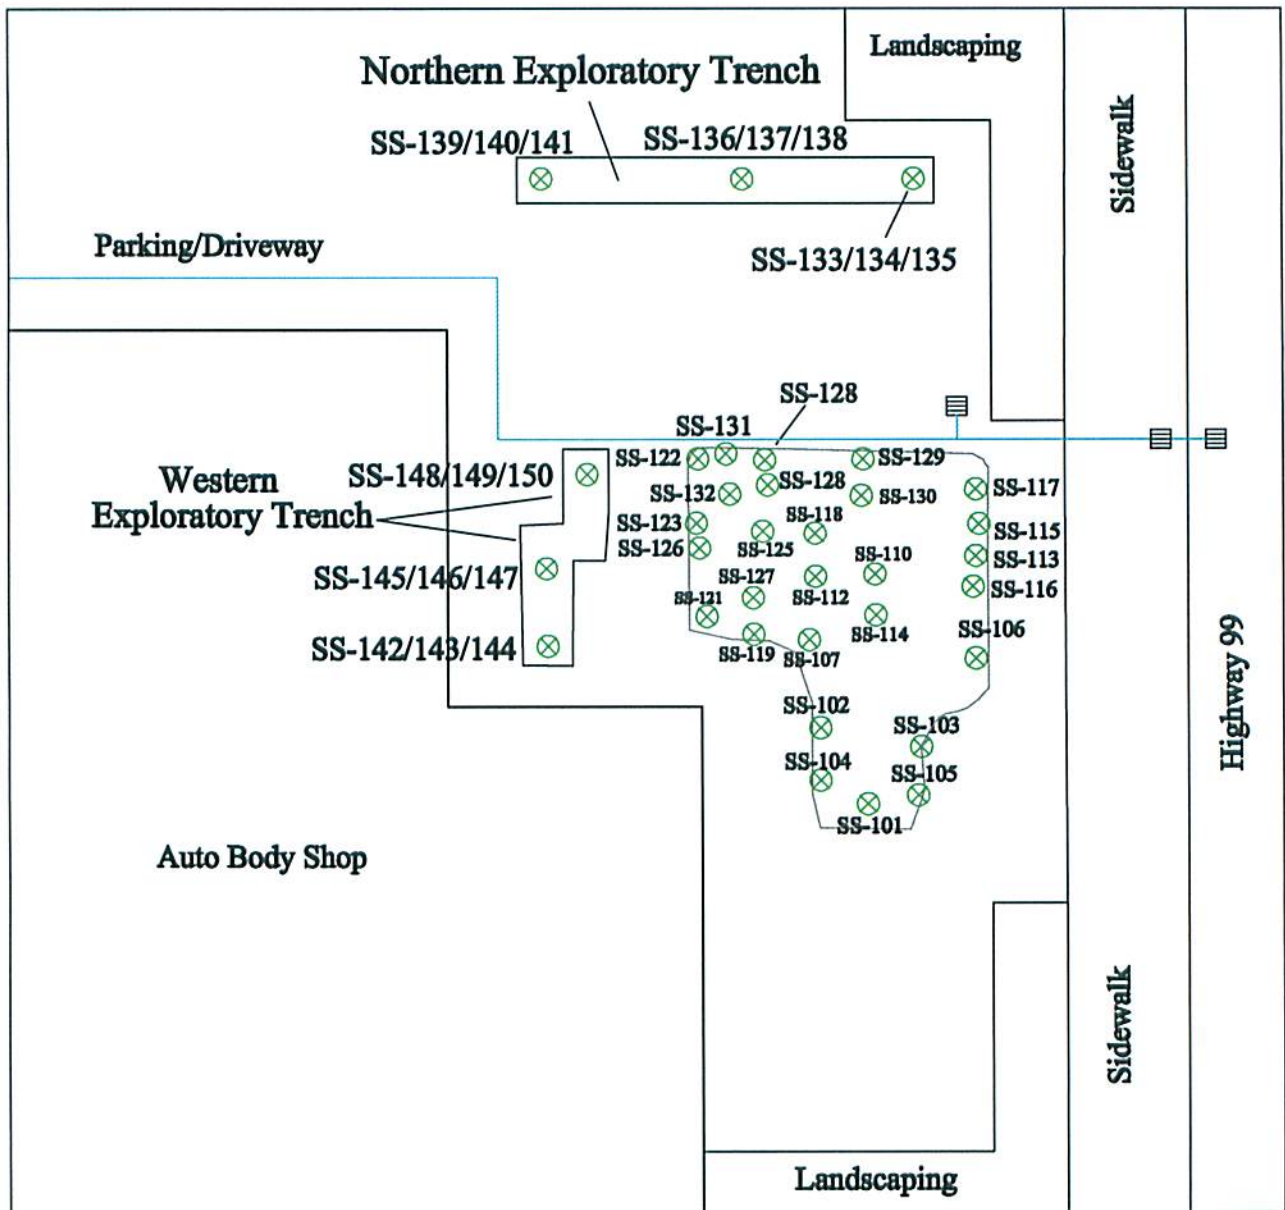 Landscaping
Northern Exploratory Trench
SS-139/140/141
SS-136/137/138
Sidewalk
Parking/Driveway
SS-133/134/135
SS-128
SS-131
SS-122
SS-129
SS-148/149/150
Western
Exploratory Trench
SS-132
SS-128
SS-130
SS-117
SS-123
SS-118
SS-115
SS-126
SS-125
SS-113
SS-110
SS-145/146/147
SS-127
SS-112
SS-116
SS-121
SS-114
SS-106
SS-142/143/144
SS-119
SS-107
SS-102
SS-103
Highway 99
SS-104
SS-105
SS-101
Auto Body Shop
Sidewalk
Landscaping